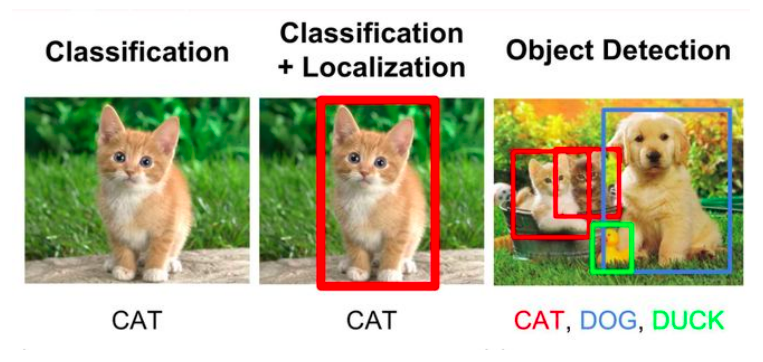 Classification
Classification
+ Localization
Object Detection
CAT
CAT
CAT, DOG, DUCK